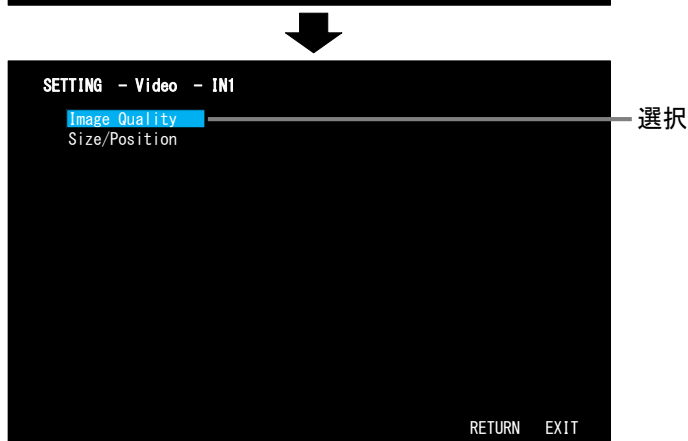 SETTING - Video - IN1
Image Quality
選択
Size/Position
RETURN EXIT